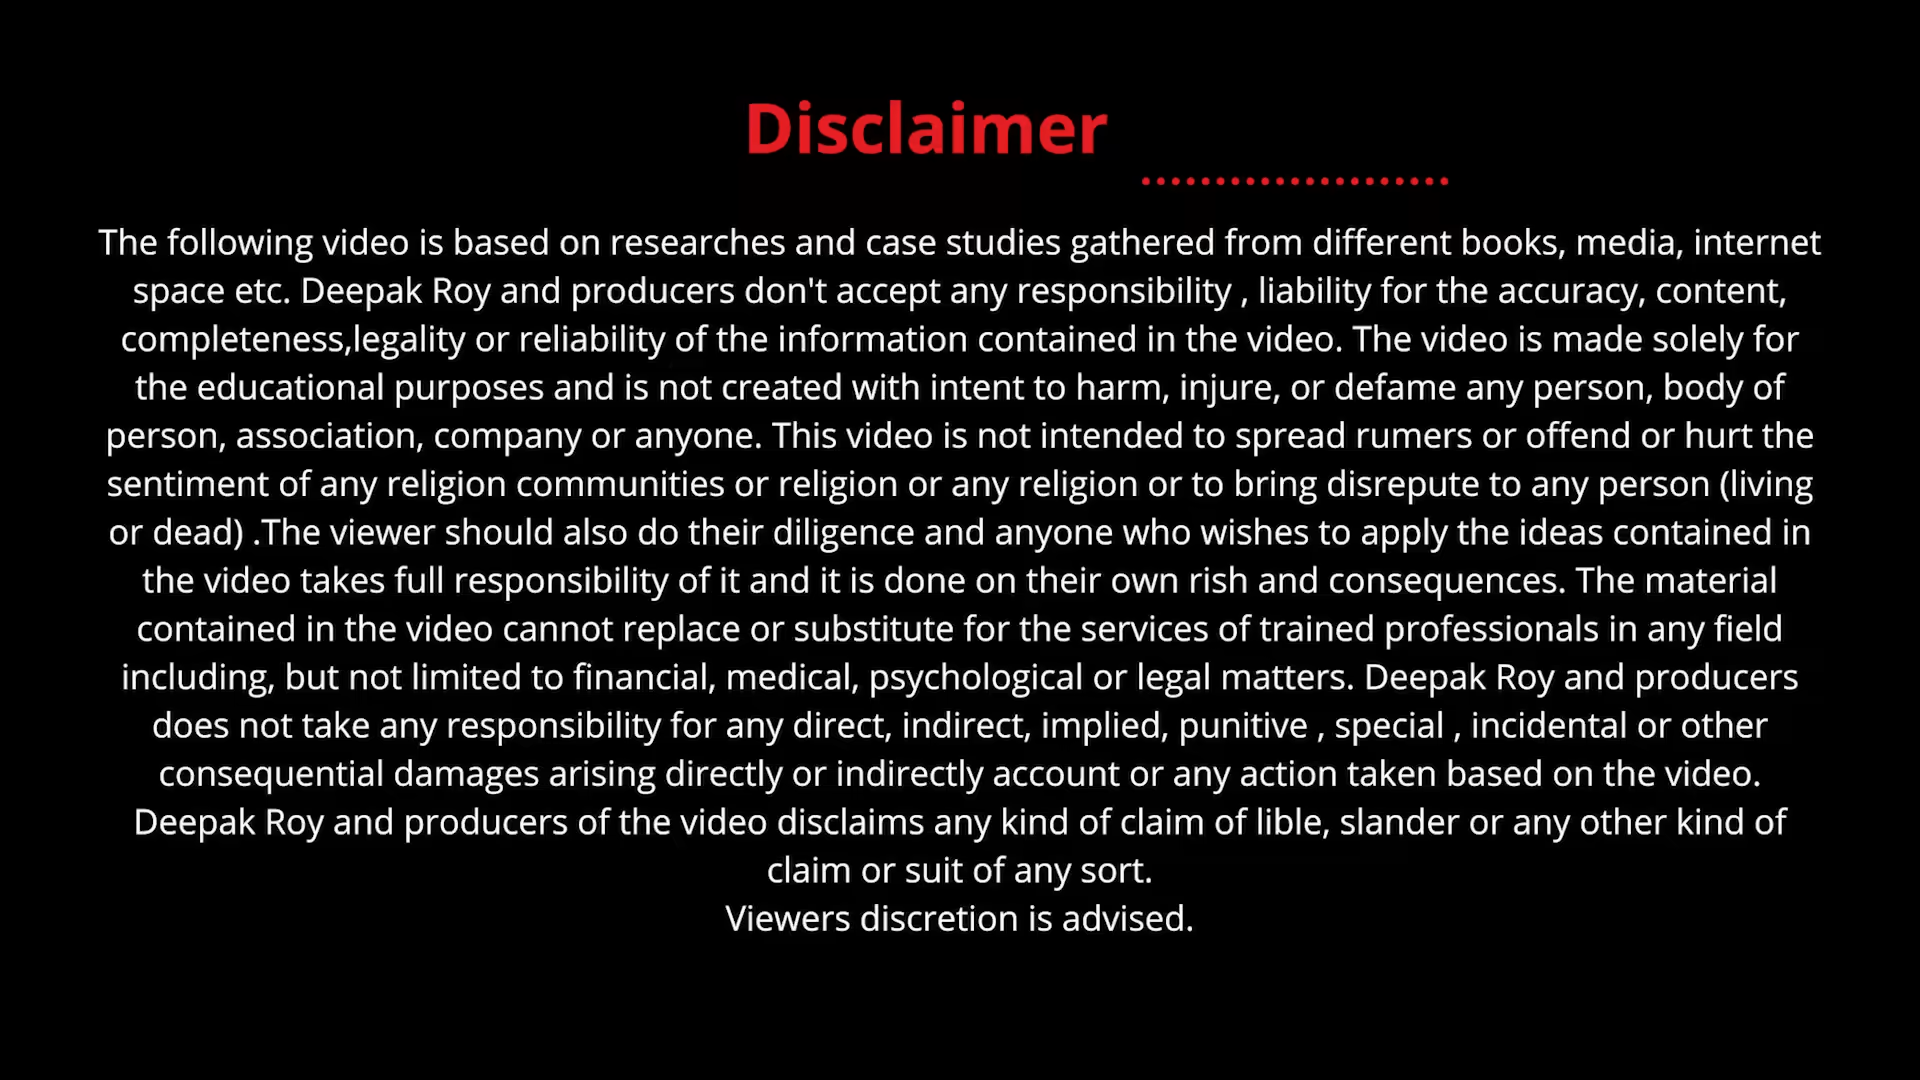 Disclaimer
The following video is based on researches and case studies gathered from different books, media, internet
space etc. Deepak Roy and producers don't accept any responsibility , liability for the accuracy, content,
completeness,legality or reliability of the information contained in the video. The video is made solely for
the educational purposes and is not created with intent to harm, injure, or defame any person, body of
person, association, company or anyone. This video is not intended to spread rumers or offend or hurt the
sentiment of any religion communities or religion or any religion or to bring disrepute to any person (living
or dead) .The viewer should also do their diligence and anyone who wishes to apply the ideas contained in
the video takes full responsibility of it and it is done on their own rish and consequences. The material
contained in the video cannot replace or substitute for the services of trained professionals in any field
including, but not limited to financial, medical, psychological or legal matters. Deepak Roy and producers
does not take any responsibility for any direct, indirect, implied, punitive , special , incidental or other
consequential damages arising directly or indirectly account or any action taken based on the video.
Deepak Roy and producers of the video disclaims any kind of claim of lible, slander or any other kind of
claim or suit of any sort.
Viewers discretion is advised.